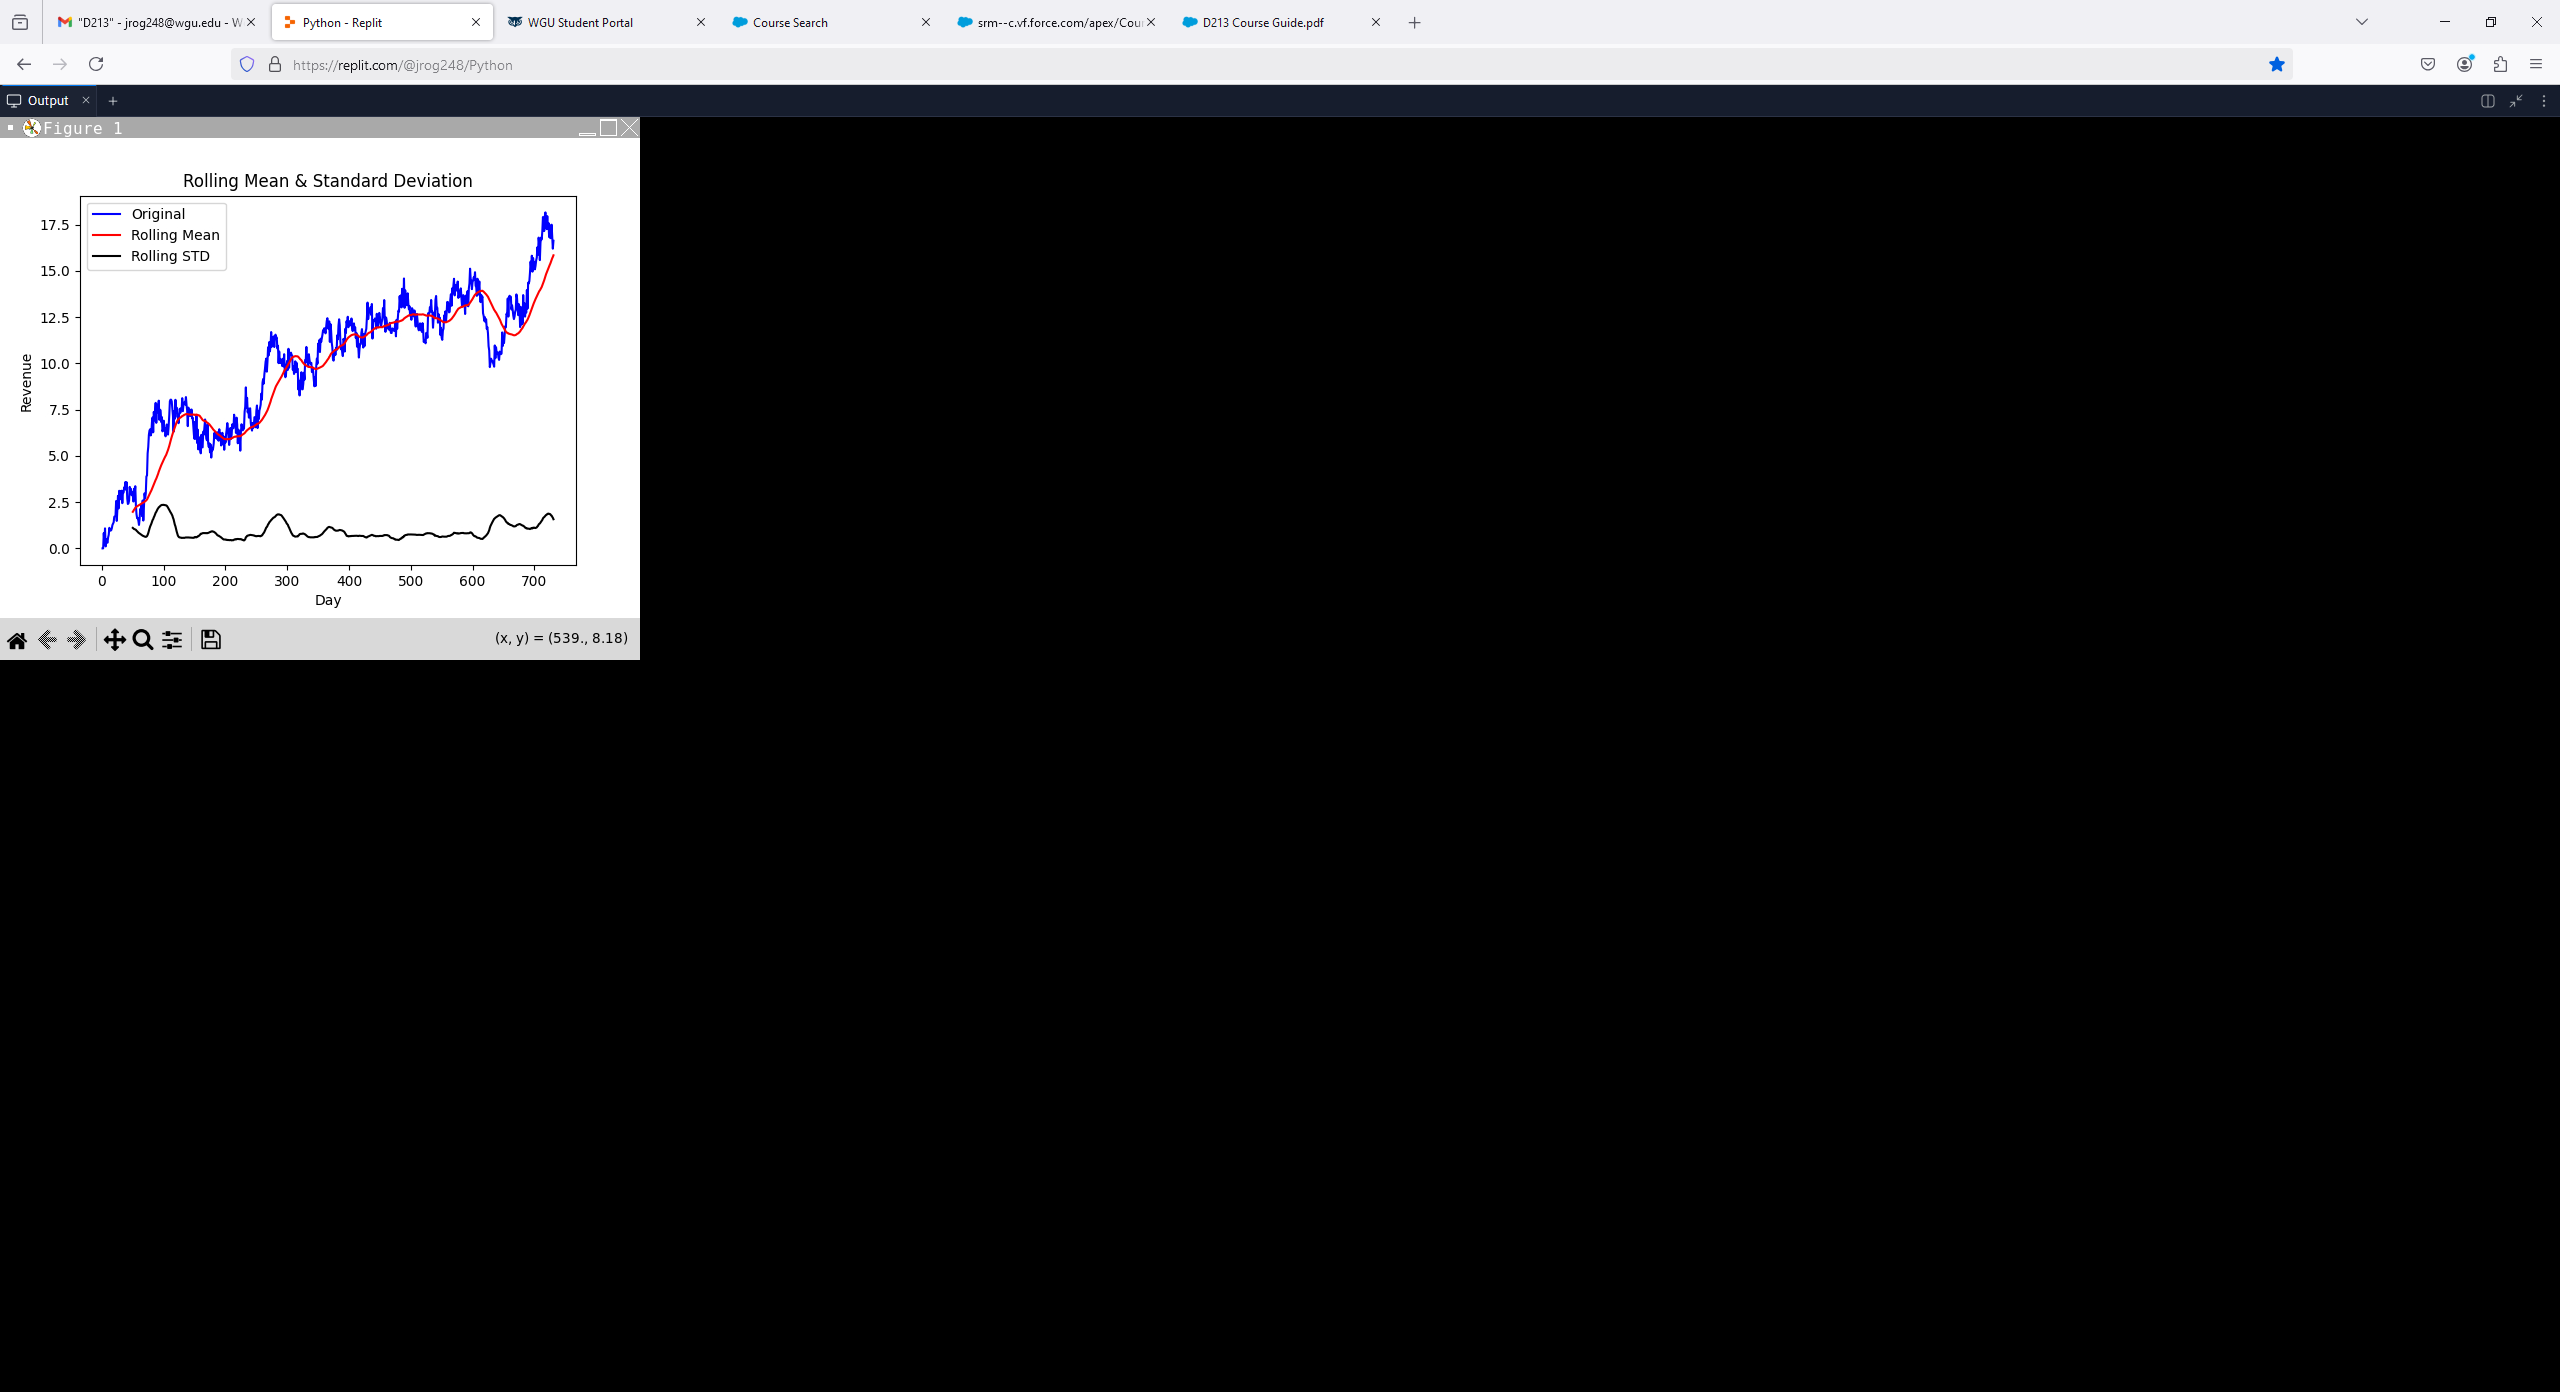 "D213" - jrog248@wgu.edu - W
Python - Replit
WGU Student Portal
Course Search
srm--c.vf.force.com/apex/Cou
D213 Course Guide.pdf
https://replit.com/@jrog248/Python
Output
Figure 1
Rolling Mean & Standard Deviation
Original
Rolling Mean
Rolling STD
17.5
15.0
12.5
10.0
7.5
5.0
2.5
0.0
Revenue
0 100 200 300 400 500 600 700
Day
(x, y) = (539., 8.18)